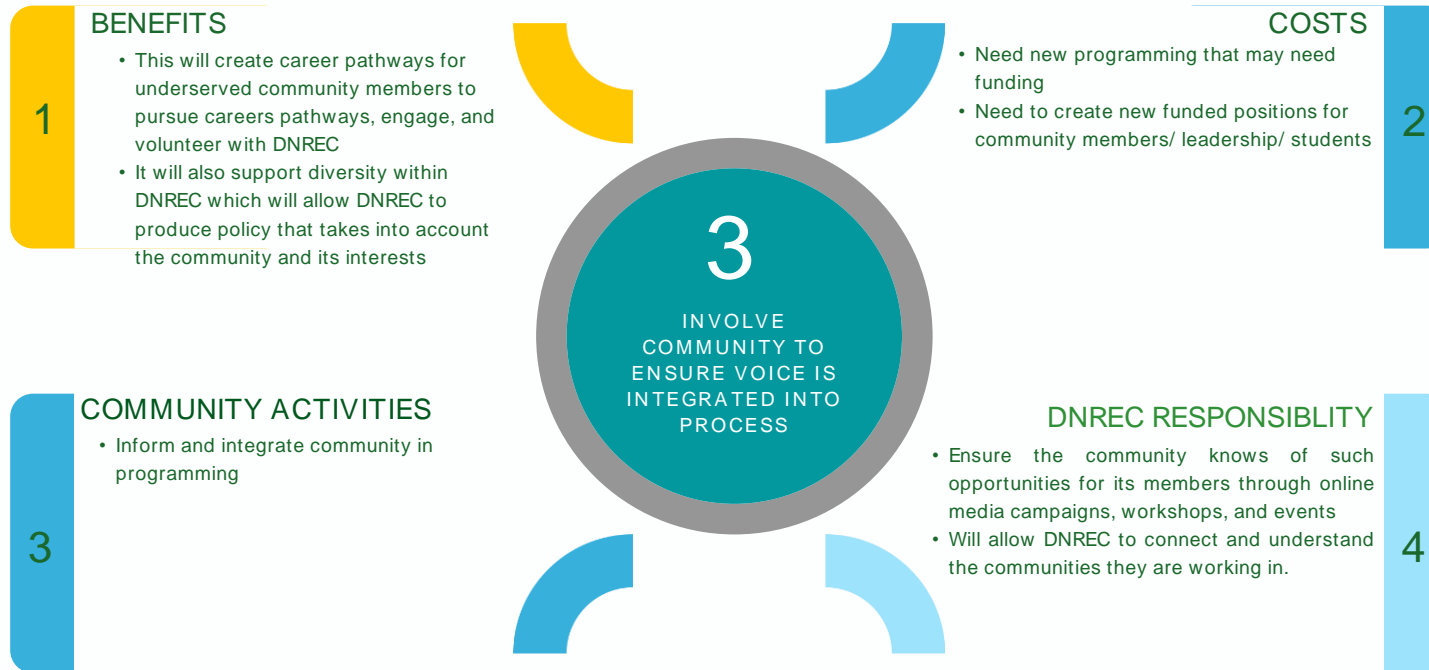 BENEFITS
• This will create career pathways for
underserved community members to
pursue careers pathways, engage, and
volunteer with DNREC
• It will also support diversity within
DNREC which will allow DNREC to
produce policy that takes into account
the community and its interests
1
COSTS
• Need new programming that may need
funding
• Need to create new funded positions for
community members/ leadership/ students
2
3
INVOLVE
COMMUNITY TO
ENSURE VOICE IS
INTEGRATED INTO
PROCESS
COMMUNITY ACTIVITIES
• Inform and integrate community in
programming
3
DNREC RESPONSIBLITY
• Ensure the community knows of such
opportunities for its members through online
media campaigns, workshops, and events
• Will allow DNREC to connect and understand
the communities they are working in.
4